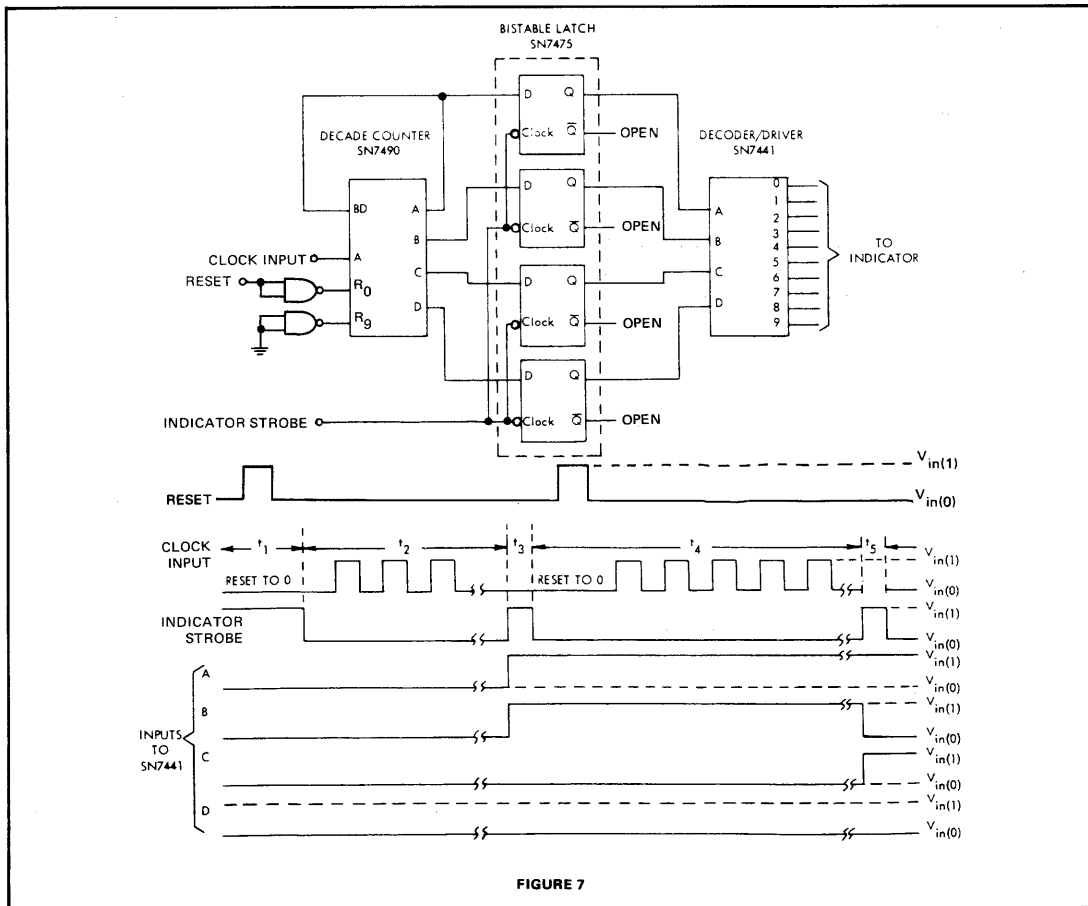 BISTABLE LATCH
SN7475
DECADE COUNTER
SN7490
DECODER/DRIVER
SN7441
D Q
Clock Q̅ OPEN
D Q
Clock Q̅ OPEN
D Q
Clock Q̅ OPEN
D Q
Clock Q̅ OPEN
BD A
B
A C
R0 D
R9
CLOCK INPUT
RESET
INDICATOR STROBE
A
B
C
D
0
1
2
3
4
5
6
7
8
9
TO
INDICATOR
RESET
Vin(1)
Vin(0)
CLOCK
INPUT
t1 t2 t3 t4 t5
RESET TO 0 RESET TO 0
Vin(1)
Vin(0)
INDICATOR
STROBE
Vin(1)
Vin(0)
INPUTS
TO
SN7441
A
Vin(1)
Vin(0)
B
Vin(1)
Vin(0)
C
Vin(1)
Vin(0)
D
Vin(1)
Vin(0)
FIGURE 7